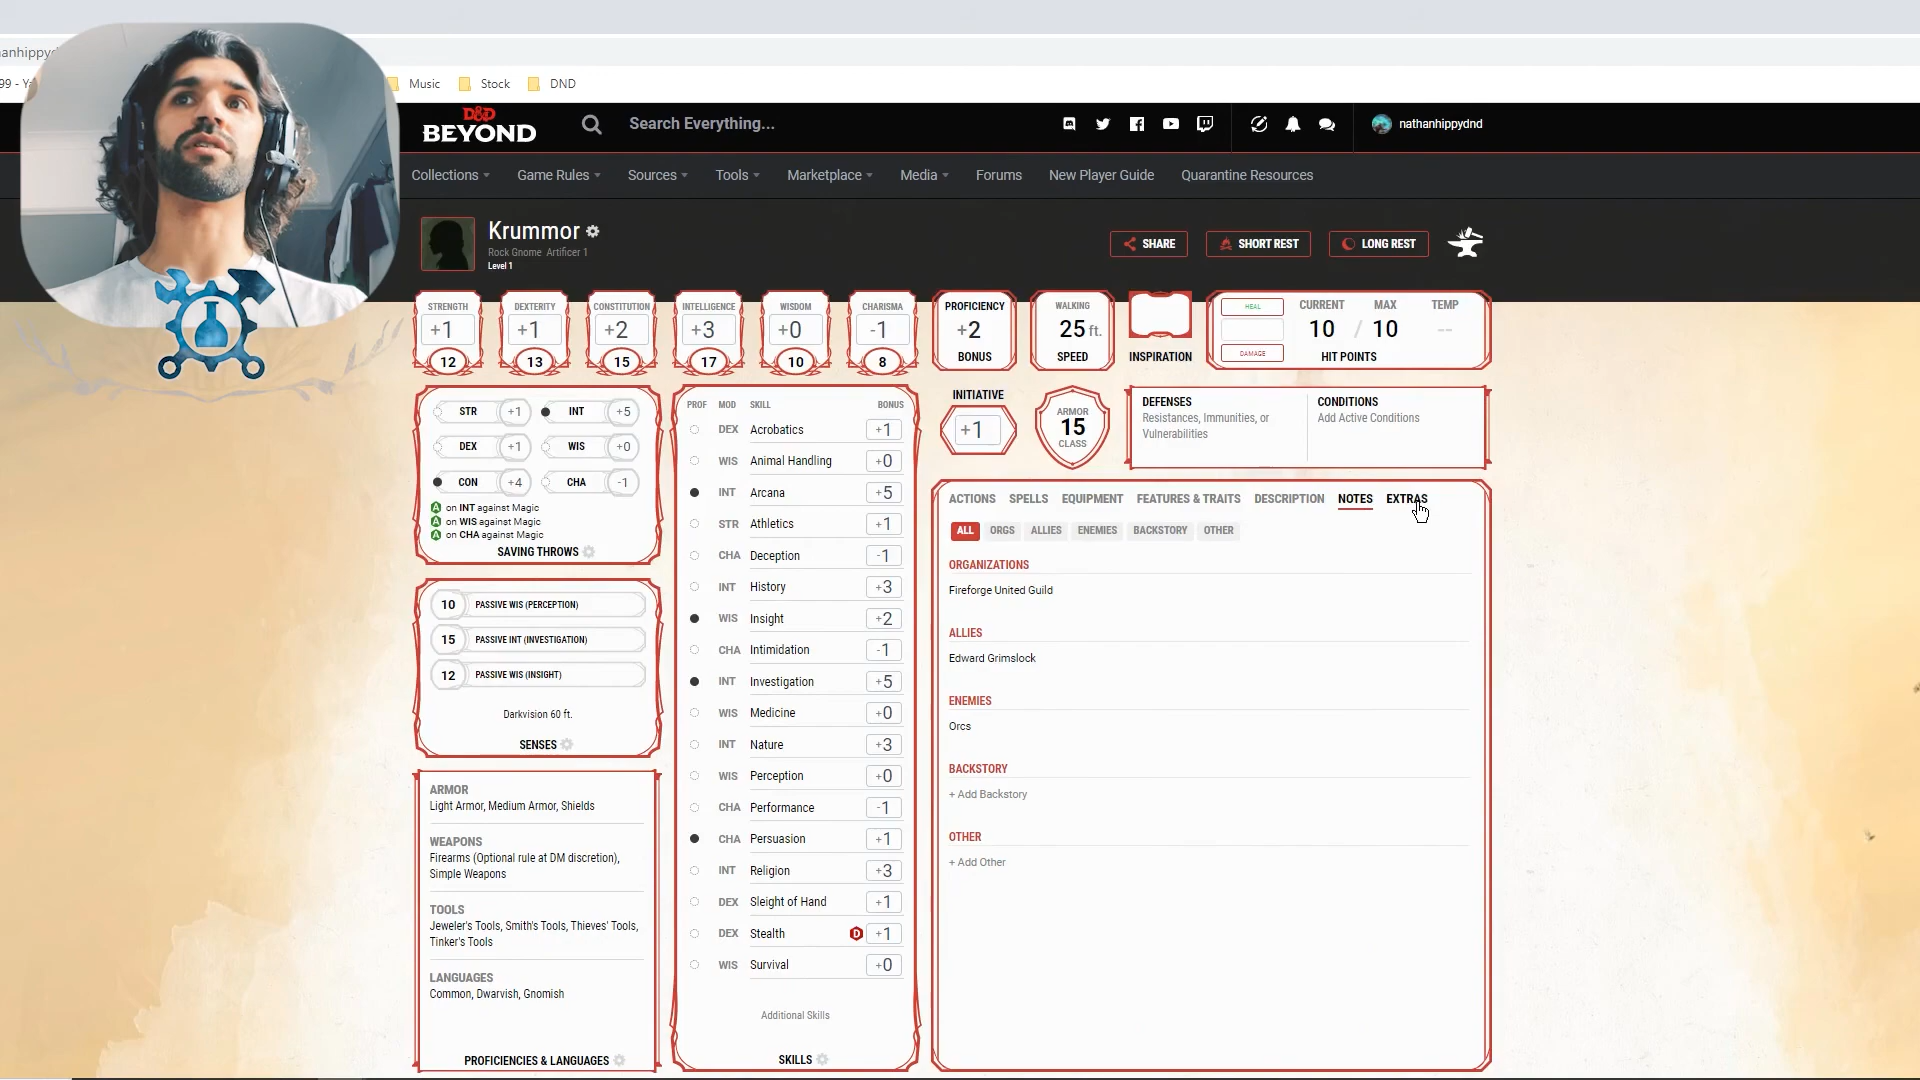 Music
Stock
DND
D&D
BEYOND
Search Everything...
nathanhippydnd
Collections
Game Rules
Sources
Tools
Marketplace
Media
Forums
New Player Guide
Quarantine Resources
Krummor
Rock Gnome Artificer 1
Level 1
SHARE
SHORT REST
LONG REST
STRENGTH
+1
12
DEXTERITY
+1
13
CONSTITUTION
+2
15
INTELLIGENCE
+3
17
WISDOM
+0
10
CHARISMA
-1
8
PROFICIENCY
+2
BONUS
WALKING
25 ft.
SPEED
INSPIRATION
HEAL
DAMAGE
CURRENT
MAX
TEMP
10 / 10 --
HIT POINTS
STR +1
INT +5
DEX +1
WIS +0
CON +4
CHA -1
A on INT against Magic
A on WIS against Magic
A on CHA against Magic
SAVING THROWS
10 PASSIVE WIS (PERCEPTION)
15 PASSIVE INT (INVESTIGATION)
12 PASSIVE WIS (INSIGHT)
Darkvision 60 ft.
SENSES
ARMOR
Light Armor, Medium Armor, Shields
WEAPONS
Firearms (Optional rule at DM discretion),
Simple Weapons
TOOLS
Jeweler's Tools, Smith's Tools, Thieves' Tools,
Tinker's Tools
LANGUAGES
Common, Dwarvish, Gnomish
PROFICIENCIES & LANGUAGES
PROF MOD SKILL BONUS
DEX Acrobatics +1
WIS Animal Handling +0
INT Arcana +5
STR Athletics +1
CHA Deception -1
INT History +3
WIS Insight +2
CHA Intimidation -1
INT Investigation +5
WIS Medicine +0
INT Nature +3
WIS Perception +0
CHA Performance -1
CHA Persuasion +1
INT Religion +3
DEX Sleight of Hand +1
DEX Stealth D +1
WIS Survival +0
Additional Skills
SKILLS
INITIATIVE
+1
ARMOR
15
CLASS
DEFENSES
Resistances, Immunities, or
Vulnerabilities
CONDITIONS
Add Active Conditions
ACTIONS
SPELLS
EQUIPMENT
FEATURES & TRAITS
DESCRIPTION
NOTES
EXTRAS
ALL
ORGS
ALLIES
ENEMIES
BACKSTORY
OTHER
ORGANIZATIONS
Fireforge United Guild
ALLIES
Edward Grimslock
ENEMIES
Orcs
BACKSTORY
+ Add Backstory
OTHER
+ Add Other